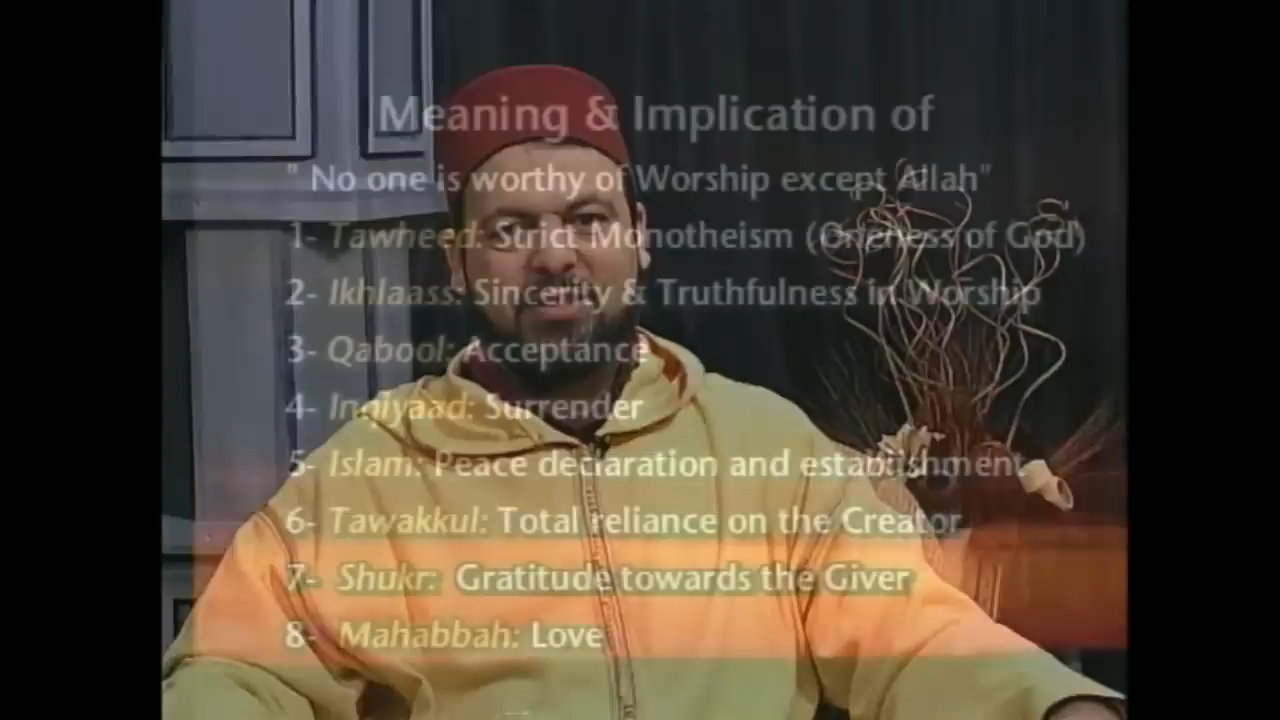 Meaning & Implication of
" No one is worthy of Worship except Allah"
1- Tawheed: Strict Monotheism (Oneness of God)
2- Ikhlaass: Sincerity & Truthfulness in Worship
3- Qabool: Acceptance
4- Inqiyaad: Surrender
5- Islam: Peace declaration and establishment
6- Tawakkul: Total reliance on the Creator
7- Shukr: Gratitude towards the Giver
8- Mahabbah: Love